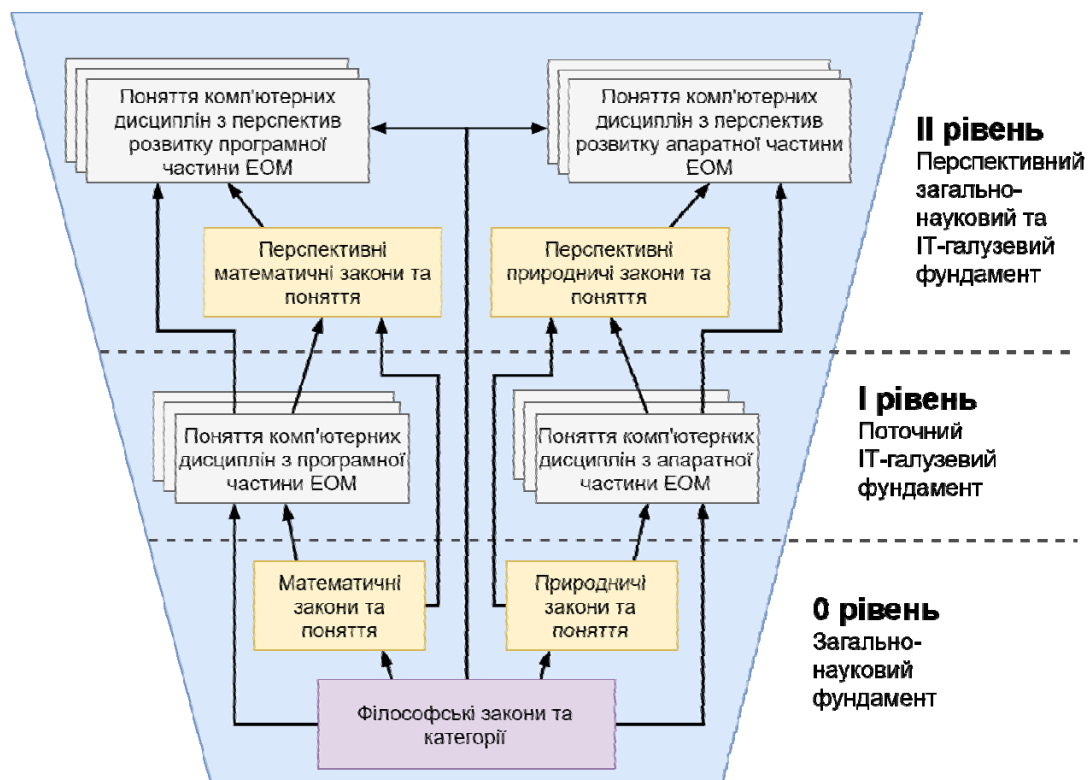 Поняття комп'ютерних
дисциплін з перспектив
розвитку програмної
частини ЕОМ
Поняття комп'ютерних
дисциплін з перспектив
розвитку апаратної частини
ЕОМ
II рівень
Перспективний
загально-
науковий та
ІТ-галузевий
фундамент
Перспективні
математичні закони та
поняття
Перспективні
природничі закони та
поняття
I рівень
Поточний
ІТ-галузевий
фундамент
Поняття комп'ютерних
дисциплін з програмної
частини ЕОМ
Поняття комп'ютерних
дисциплін з апаратної
частини ЕОМ
0 рівень
Загально-
науковий
фундамент
Математичні
закони та
поняття
Природничі
закони та
поняття
Філософські закони та
категорії